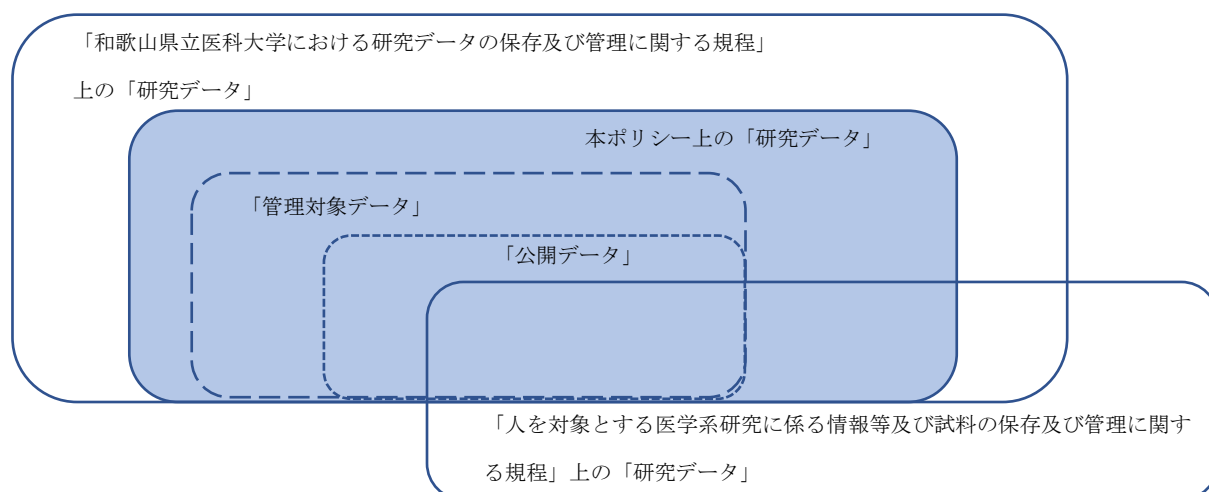 「和歌山県立医科大学における研究データの保存及び管理に関する規程」
上の「研究データ」
本ポリシー上の「研究データ」
「管理対象データ」
「公開データ」
「人を対象とする医学系研究に係る情報等及び試料の保存及び管理に関す
る規程」上の「研究データ」